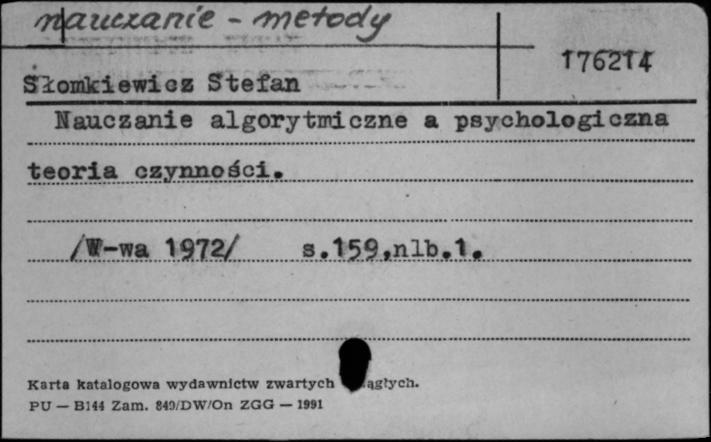 nauczanie - metody
176214
Słomkiewicz Stefan
Nauczanie algorytmiczne a psychologiczna
teoria czynności.
/W-wa 1972/ s.159,nlb.1.
Karta katalogowa wydawnictw zwartych ągłych.
PU — B144 Zam. 849/DW/On ZGG — 1991